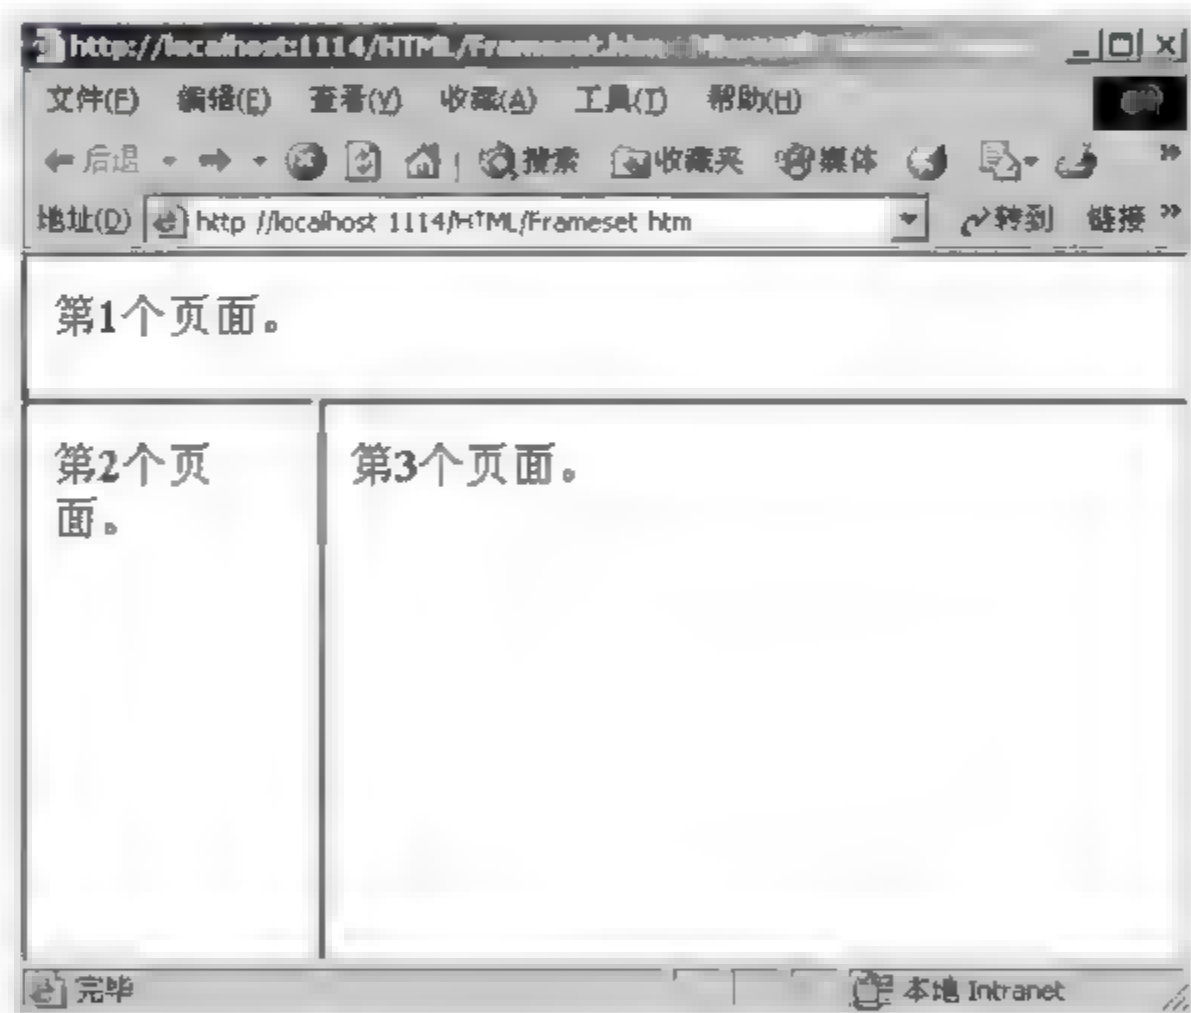 http://localhost:1114/HTML/Frameset.htm
文件(F) 编辑(E) 查看(V) 收藏(A) 工具(T) 帮助(H)
后退 搜索 收藏夹 媒体
地址(D) http //localhost 1114/HTML/Frameset htm 转到 链接 »
第1个页面。
第2个页
面。
第3个页面。
完毕 本地 Intranet